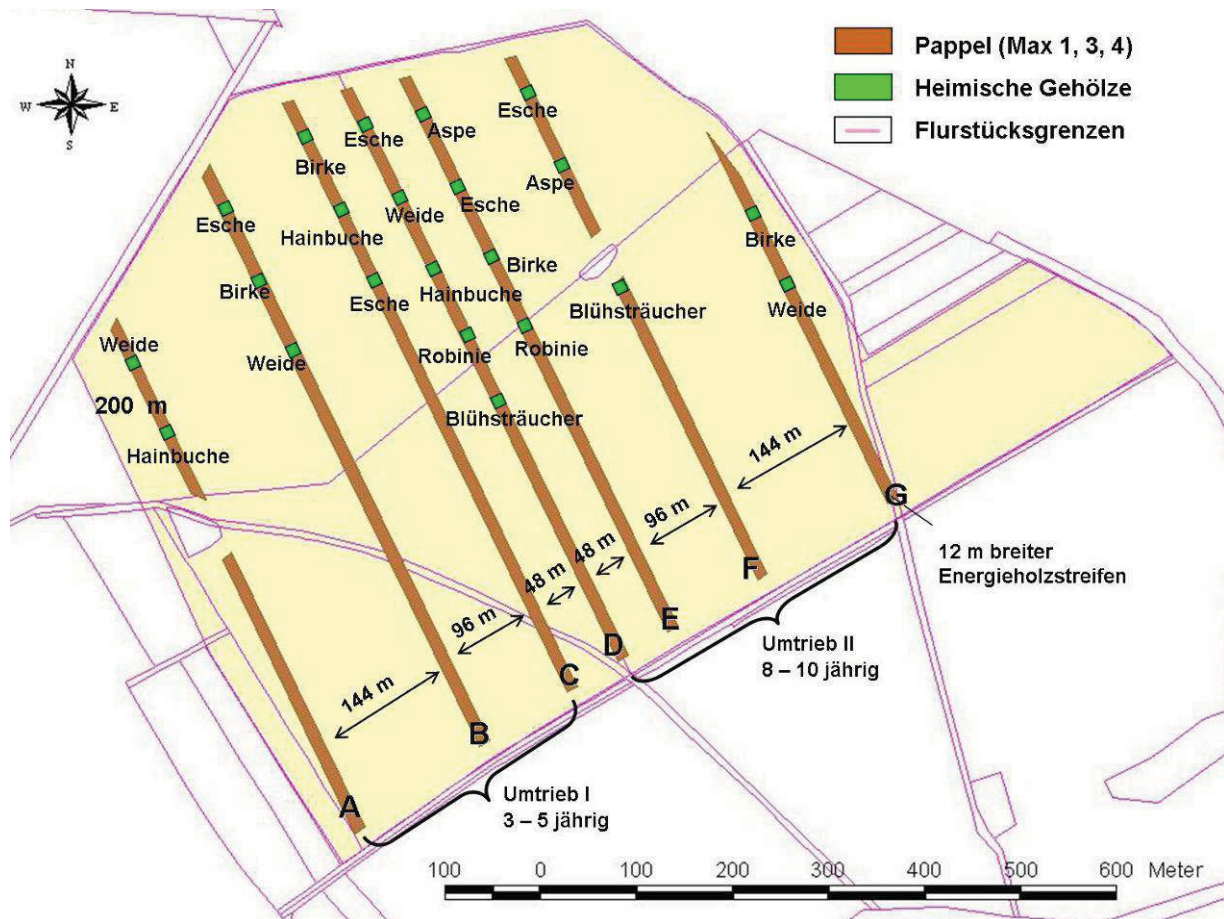 Pappel (Max 1, 3, 4)
Heimische Gehölze
Flurstücksgrenzen
N
W E
S
Esche
Aspe
Esche
Birke
Aspe
Esche
Weide
Hainbuche
Esche
Birke
Birke
Hainbuche
Weide
Birke
Esche
Blühsträucher
Weide
Robinie
Robinie
Weide
Blühsträucher
200 m
Hainbuche
144 m
G
96 m
12 m breiter
Energieholzstreifen
48 m
48 m
F
E
D
96 m
Umtrieb II
8 – 10 jährig
C
144 m
B
A
Umtrieb I
3 – 5 jährig
100 0 100 200 300 400 500 600 Meter